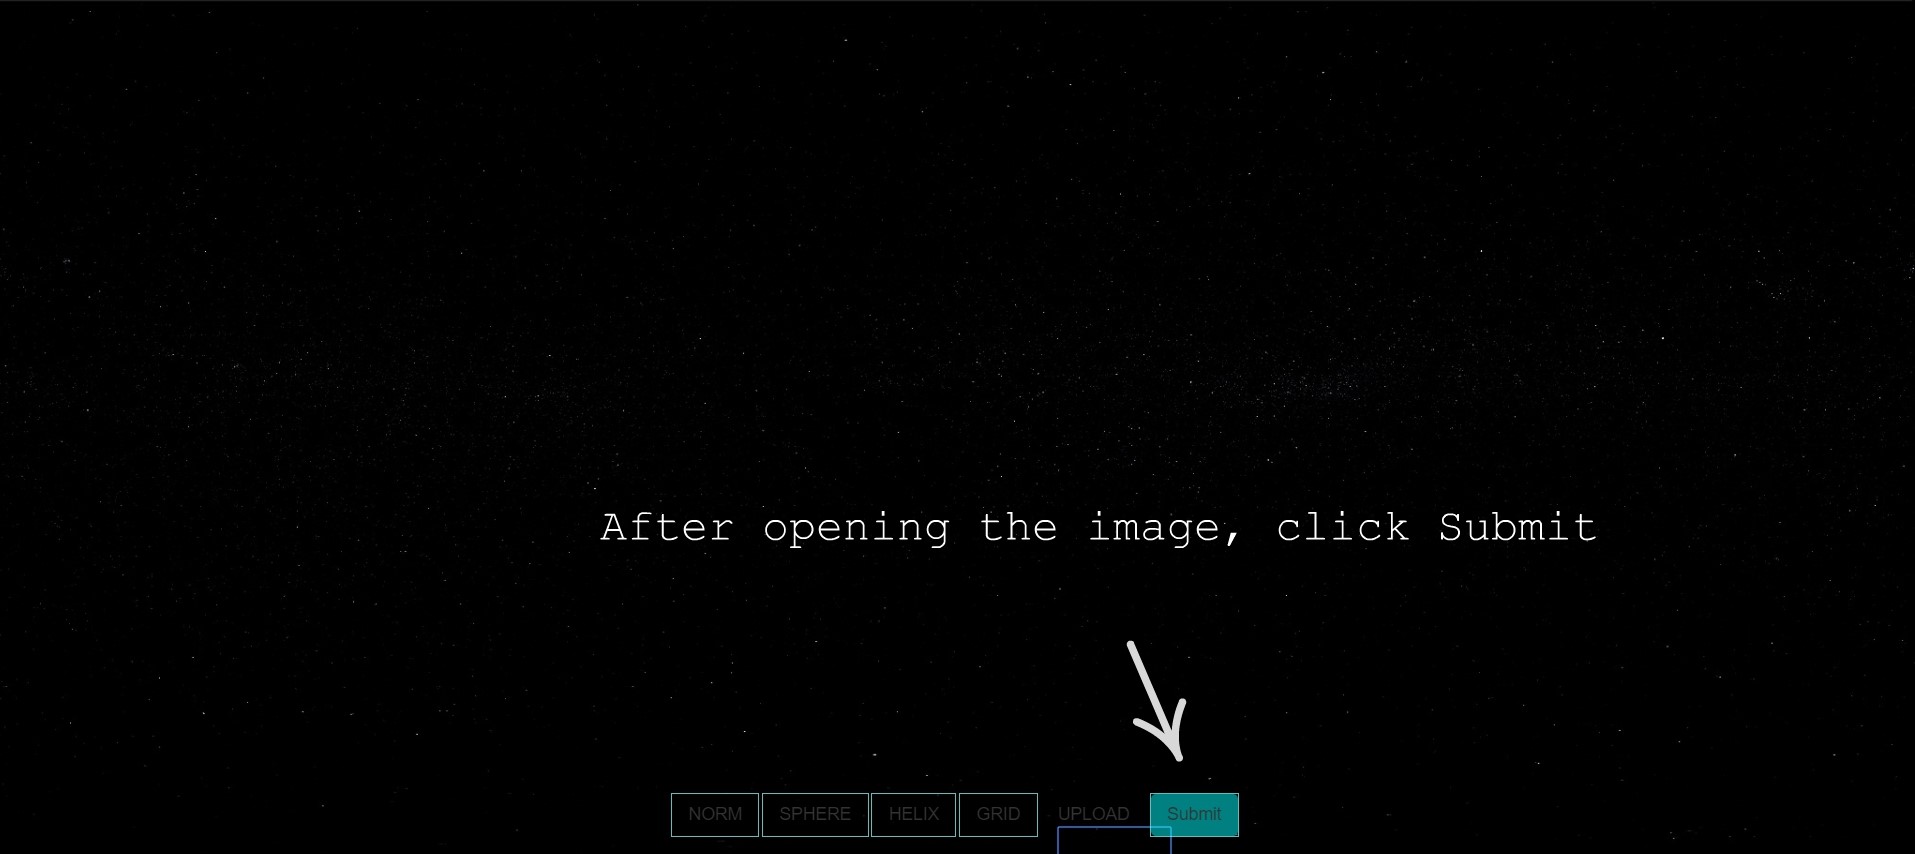 After opening the image, click Submit
NORM SPHERE HELIX GRID UPLOAD Submit